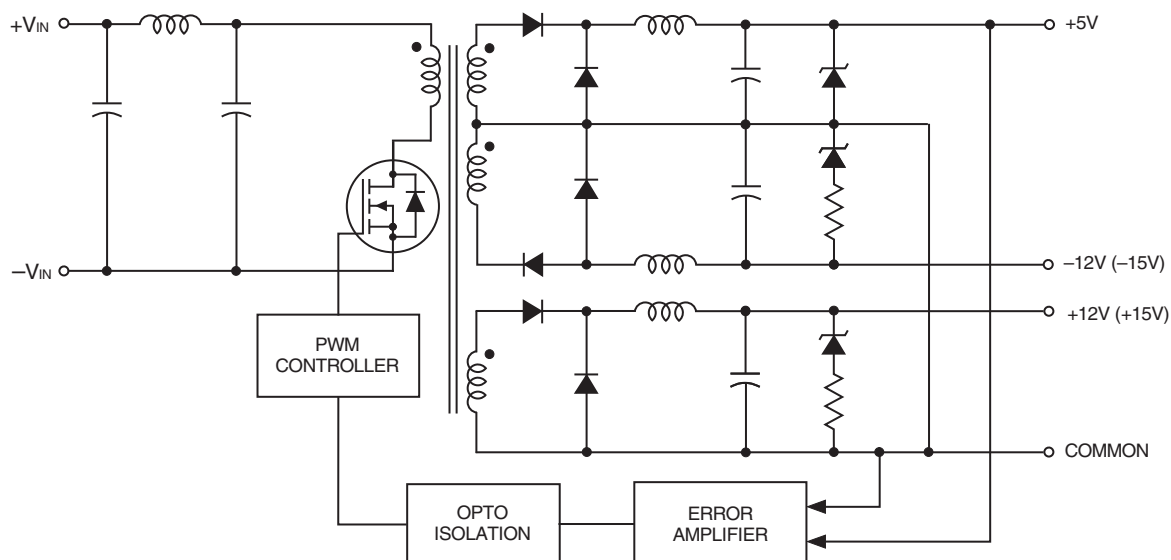 +VIN
+5V
–VIN
–12V (–15V)
+12V (+15V)
PWM
CONTROLLER
COMMON
OPTO
ISOLATION
ERROR
AMPLIFIER